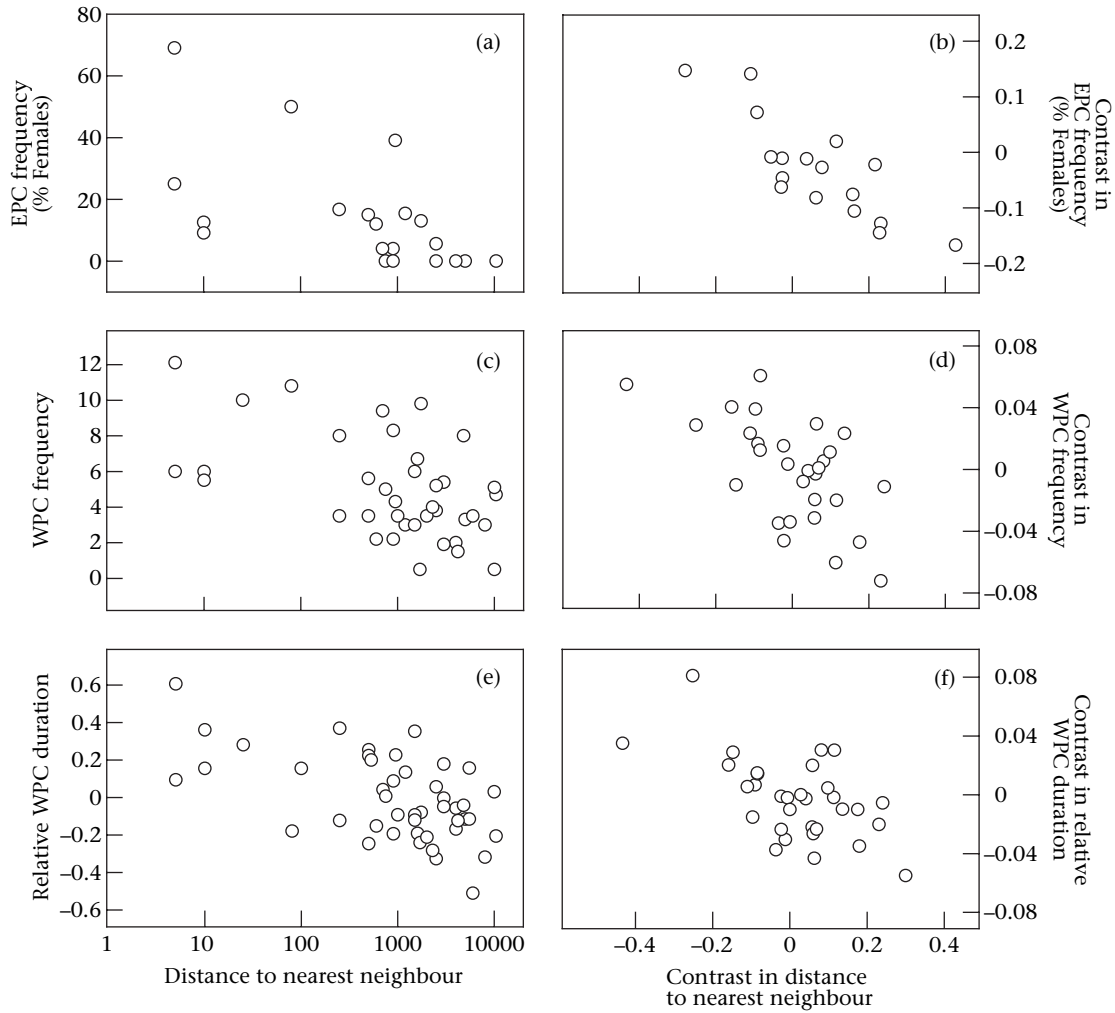 80
60
40
20
0
EPC frequency
(% Females)
(a)
(b)
0.2
0.1
0
–0.1
–0.2
Contrast in
EPC frequency
(% Females)
12
10
8
6
4
2
0
WPC frequency
(c)
(d)
0.08
0.04
0
–0.04
–0.08
Contrast in
WPC frequency
0.6
0.4
0.2
0
–0.2
–0.4
–0.6
Relative WPC duration
(e)
(f)
0.08
0.04
0
–0.04
–0.08
Contrast in relative
WPC duration
1 10 100 1000 10000
Distance to nearest neighbour
–0.4 –0.2 0 0.2 0.4
Contrast in distance
to nearest neighbour